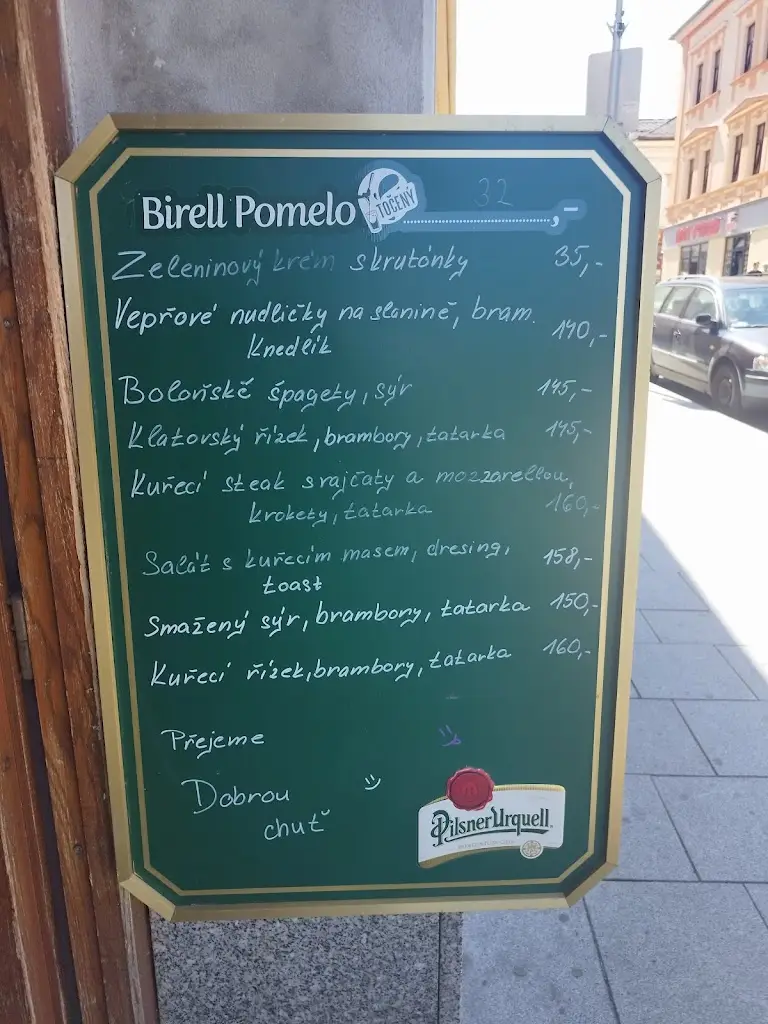 Birell Pomelo TOČENÝ 32 ,-
Zeleninový krém skrutónky 35,-
Vepřové nudličky na slanině, bram. 140,-
Knedlík
Boloňské špagety, sýr 145,-
Klatovský řízek, brambory, tatarka 145,-
Kuřecí steak srajčaty a mozzarellou,
krokety, tatarka 160,-
Salát s kuřecím masem, dresing, 158,-
toast
Smažený sýr, brambory, tatarka 150,-
Kuřecí řízek, brambory, tatarka 160,-
Přejeme
Dobrou
chuť
Pilsner Urquell